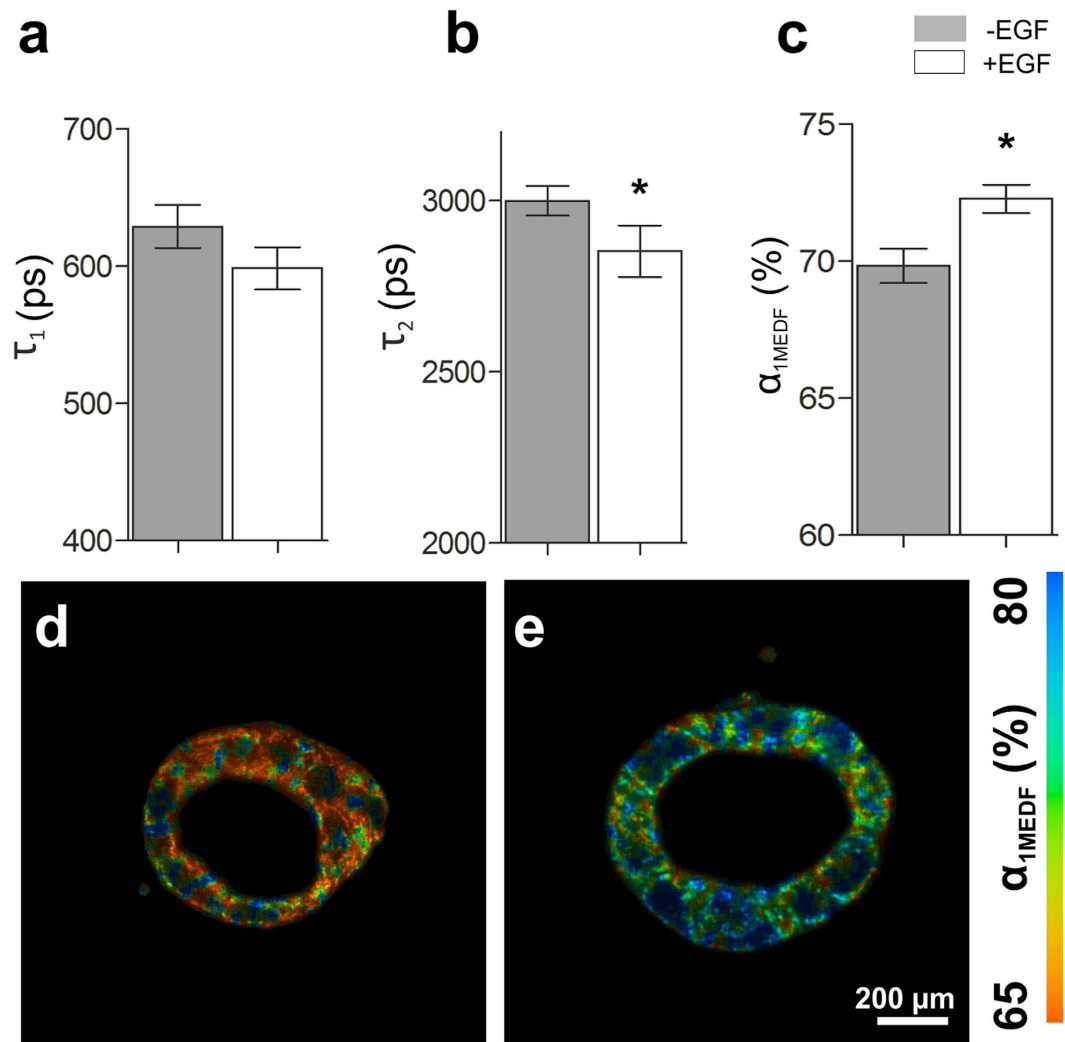 a
b
c
-EGF
+EGF
700
600
500
400
τ1 (ps)
3000
2500
2000
τ2 (ps)
*
75
70
65
60
α1MEDF (%)
*
d
e
200 µm
80
α1MEDF (%)
65